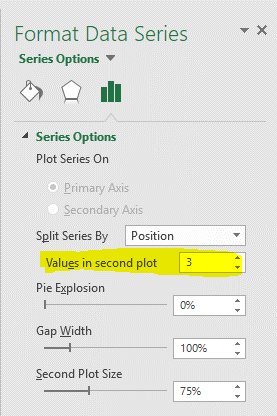 Format Data Series
Series Options
Series Options
Plot Series On
Primary Axis
Secondary Axis
Split Series By Position
Values in second plot 3
Pie Explosion
0%
Gap Width
100%
Second Plot Size
75%